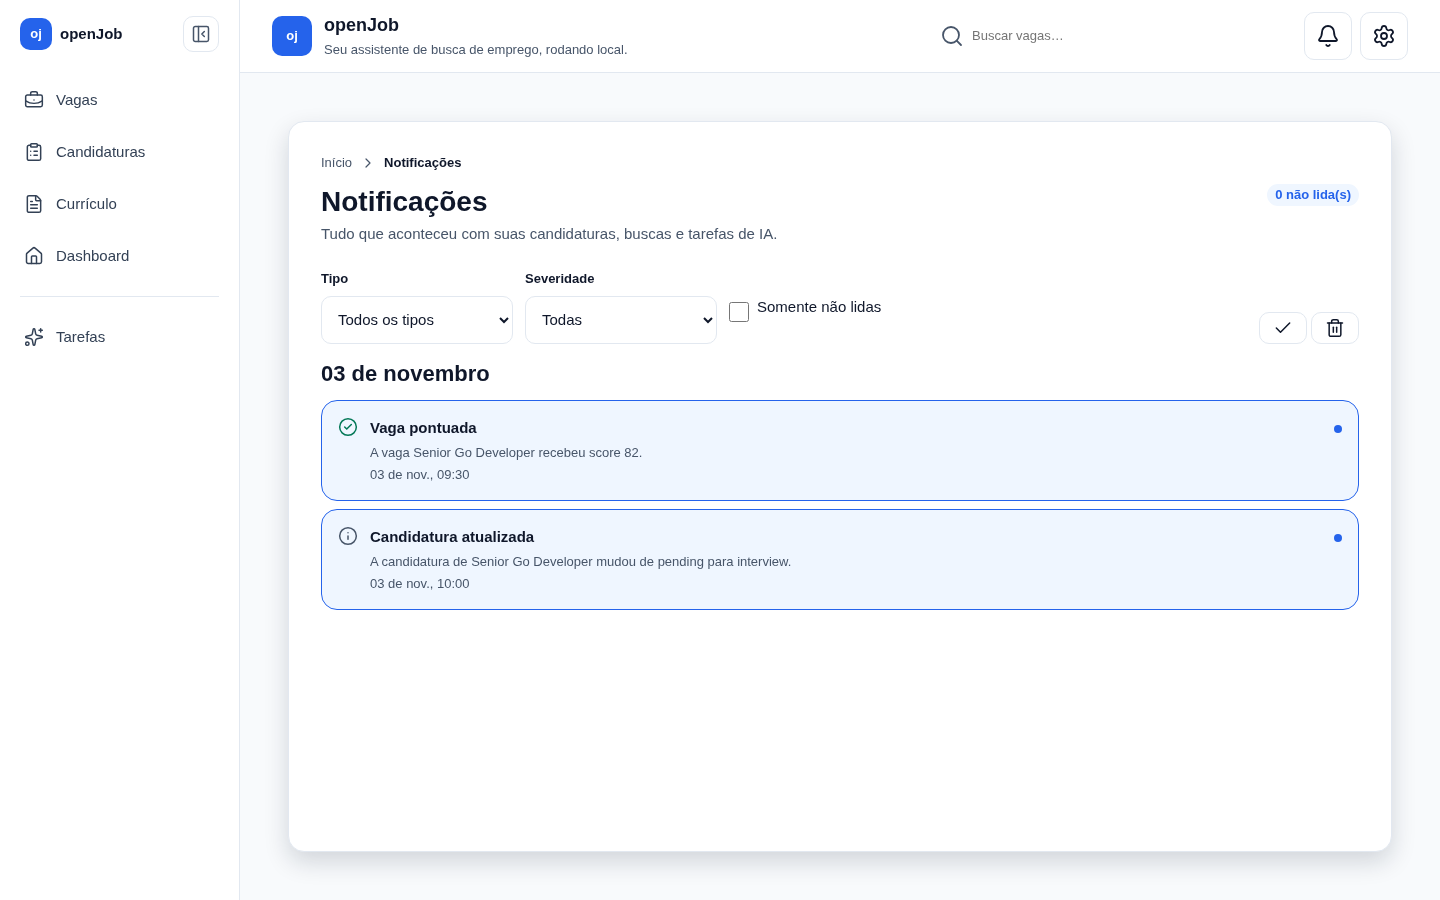 oj openJob
Vagas
Candidaturas
Currículo
Dashboard
Tarefas
oj
openJob
Seu assistente de busca de emprego, rodando local.
Buscar vagas…
Início Notificações
Notificações
0 não lida(s)
Tudo que aconteceu com suas candidaturas, buscas e tarefas de IA.
Tipo Severidade
Todos os tipos Todas Somente não lidas
03 de novembro
Vaga pontuada
A vaga Senior Go Developer recebeu score 82.
03 de nov., 09:30
Candidatura atualizada
A candidatura de Senior Go Developer mudou de pending para interview.
03 de nov., 10:00